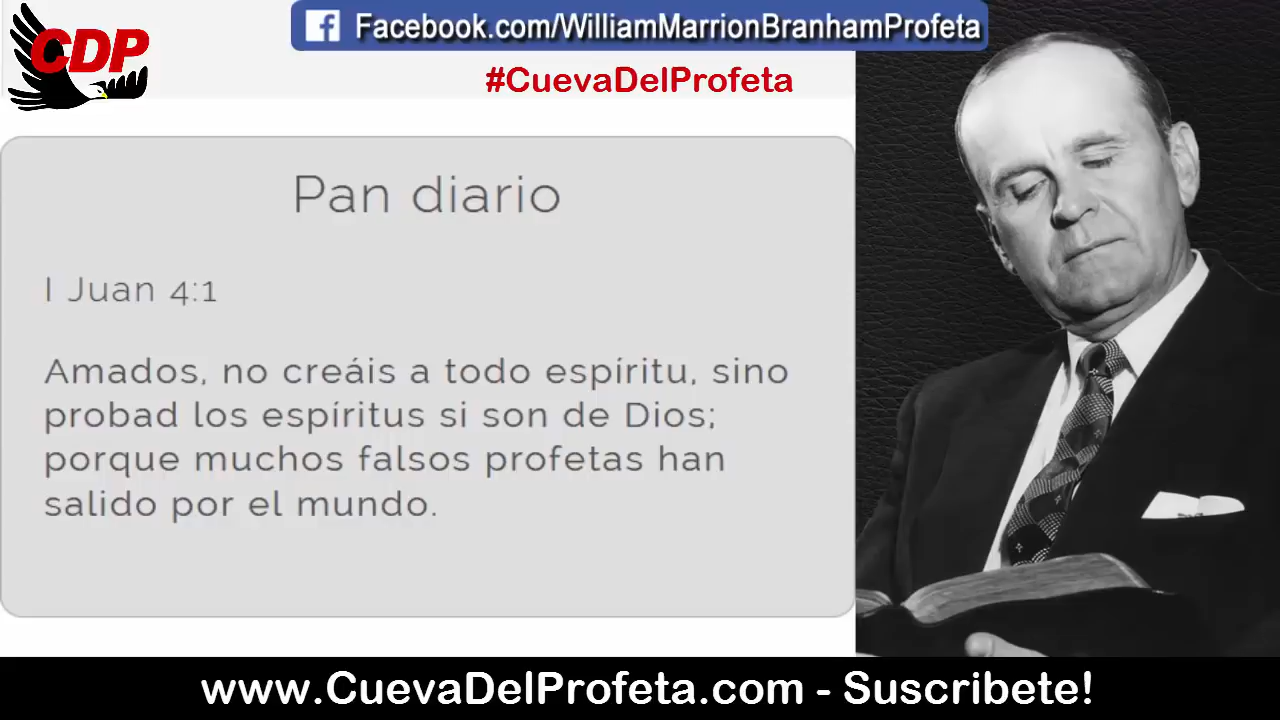 CDP
Facebook.com/WilliamMarrionBranhamProfeta
#CuevaDelProfeta
Pan diario
I Juan 4:1
Amados, no creáis a todo espíritu, sino
probad los espíritus si son de Dios;
porque muchos falsos profetas han
salido por el mundo.
www.CuevaDelProfeta.com - Suscribete!